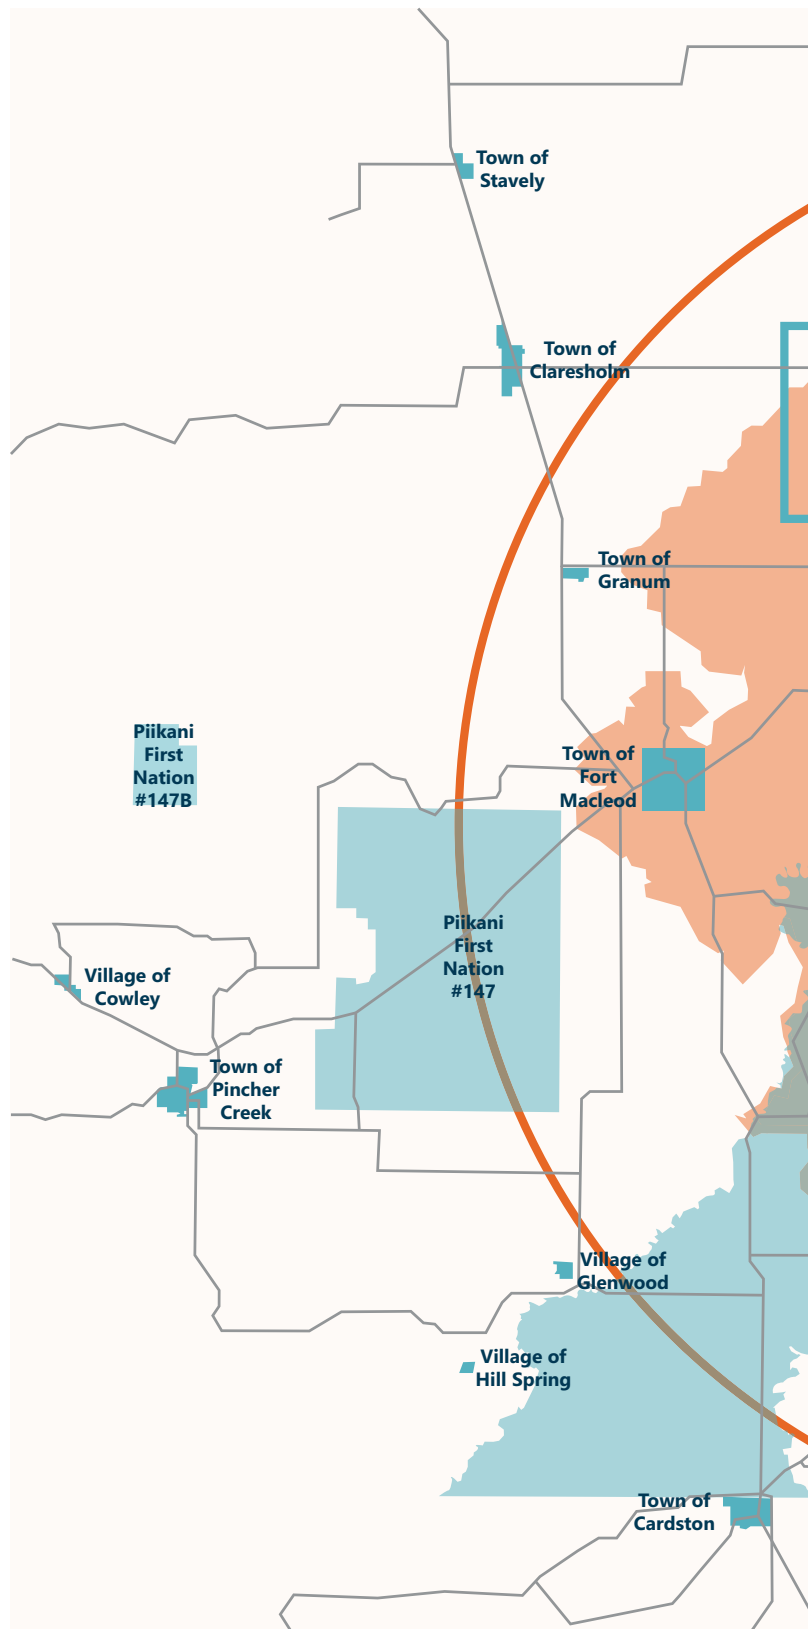 Town of
Stavely
Town of
Claresholm
Town of
Granum
Piikani
First
Nation
#147B
Town of
Fort
Macleod
Piikani
First
Nation
#147
Village of
Cowley
Town of
Pincher
Creek
Village of
Glenwood
Village of
Hill Spring
Town of
Cardston